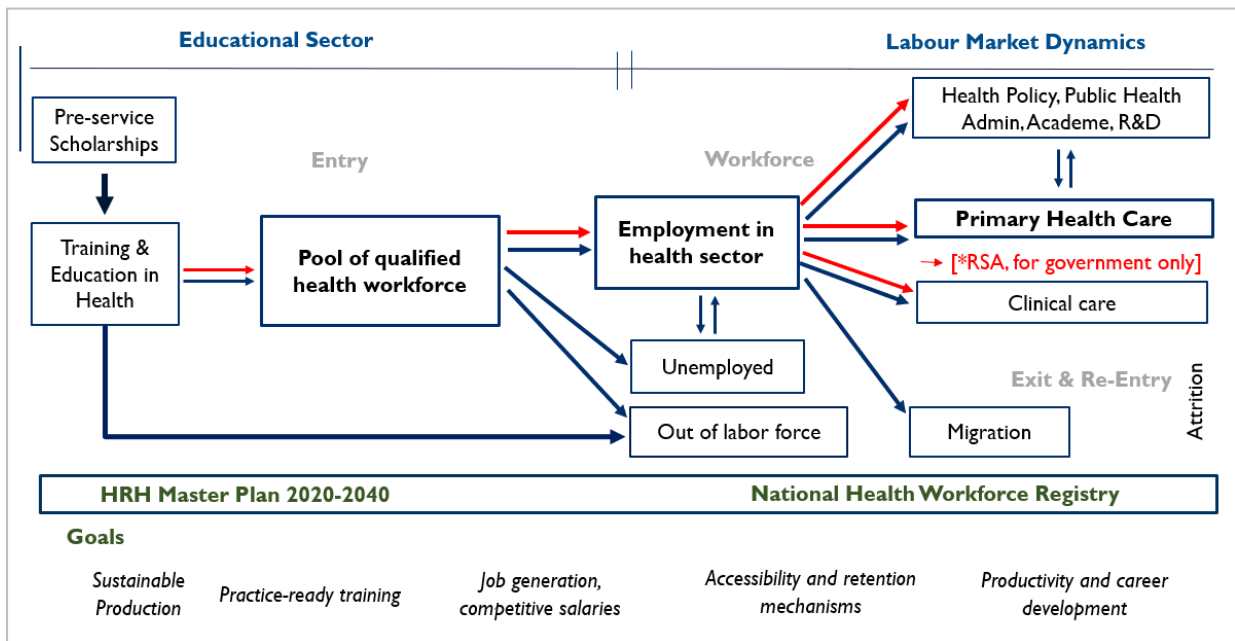 Educational Sector
Labour Market Dynamics
Pre-service
Scholarships
Health Policy, Public Health
Admin, Academe, R&D
Entry
Workforce
Training &
Education in
Health
Pool of qualified
health workforce
Employment in
health sector
Primary Health Care
[*RSA, for government only]
Clinical care
Unemployed
Exit & Re-Entry
Attrition
Out of labor force
Migration
HRH Master Plan 2020-2040
National Health Workforce Registry
Goals
Sustainable
Production
Practice-ready training
Job generation,
competitive salaries
Accessibility and retention
mechanisms
Productivity and career
development